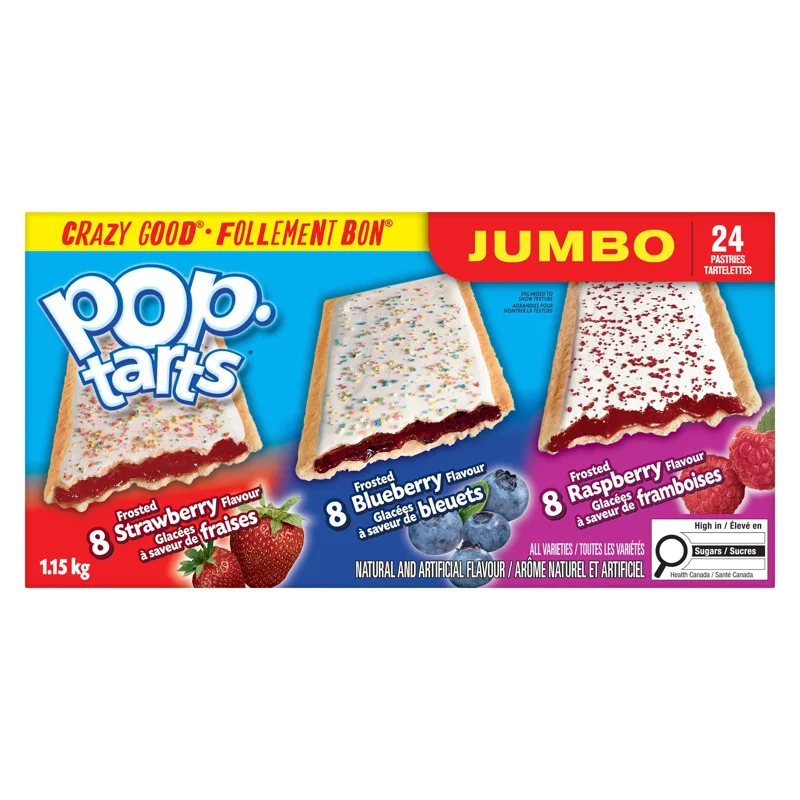 CRAZY GOOD® • FOLLEMENT BON®
JUMBO
24
PASTRIES
TARTELETTES
pop.
tarts
ENLARGED TO
SHOW TEXTURE
AGRANDIES POUR
MONTRER LA TEXTURE
8 Frosted
Strawberry Flavour
Glacées
à saveur de fraises
8 Frosted
Blueberry Flavour
Glacées
à saveur de bleuets
8 Frosted
Raspberry Flavour
Glacées
à saveur de framboises
1.15 kg
ALL VARIETIES / TOUTES LES VARIÉTÉS
NATURAL AND ARTIFICIAL FLAVOUR / ARÔME NATUREL ET ARTIFICIEL
High in / Élevé en
Sugars / Sucres
Health Canada / Santé Canada